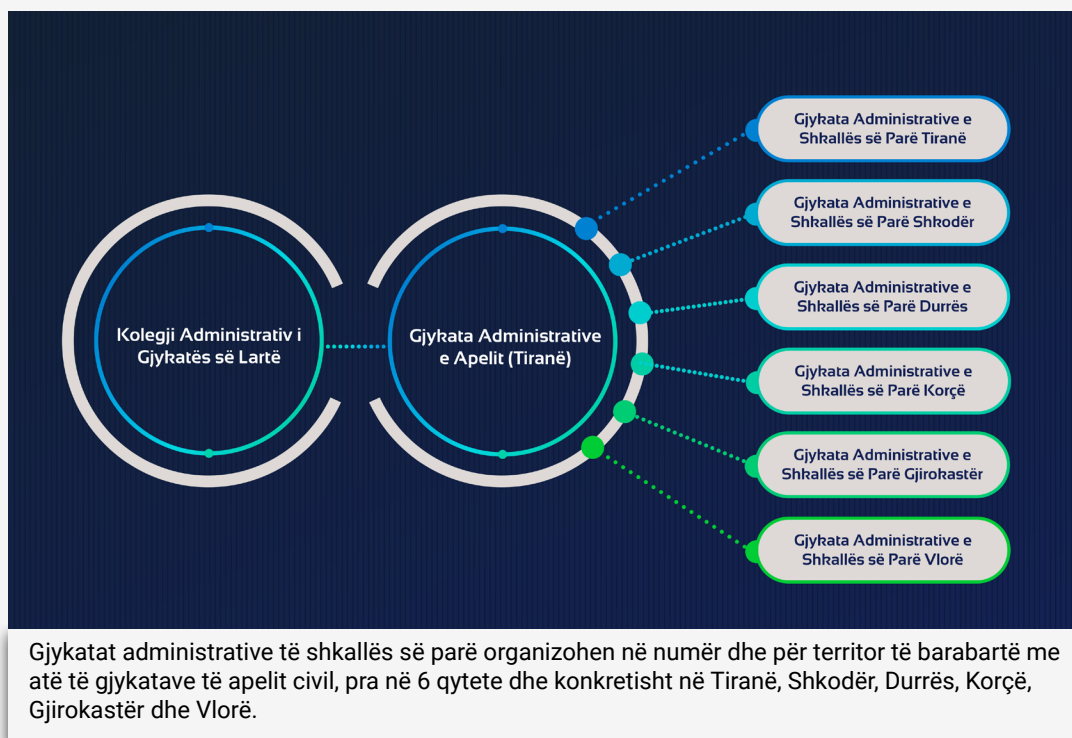 Kolegji Administrativ i
Gjykatës së Lartë
Gjykata Administrative
e Apelit (Tiranë)
Gjykata Administrative e
Shkallës së Parë Tiranë
Gjykata Administrative e
Shkallës së Parë Shkodër
Gjykata Administrative e
Shkallës së Parë Durrës
Gjykata Administrative e
Shkallës së Parë Korçë
Gjykata Administrative e
Shkallës së Parë Gjirokastër
Gjykata Administrative e
Shkallës së Parë Vlorë
Gjykatat administrative të shkallës së parë organizohen në numër dhe për territor të barabartë me
atë të gjykatave të apelit civil, pra në 6 qytete dhe konkretisht në Tiranë, Shkodër, Durrës, Korçë,
Gjirokastër dhe Vlorë.